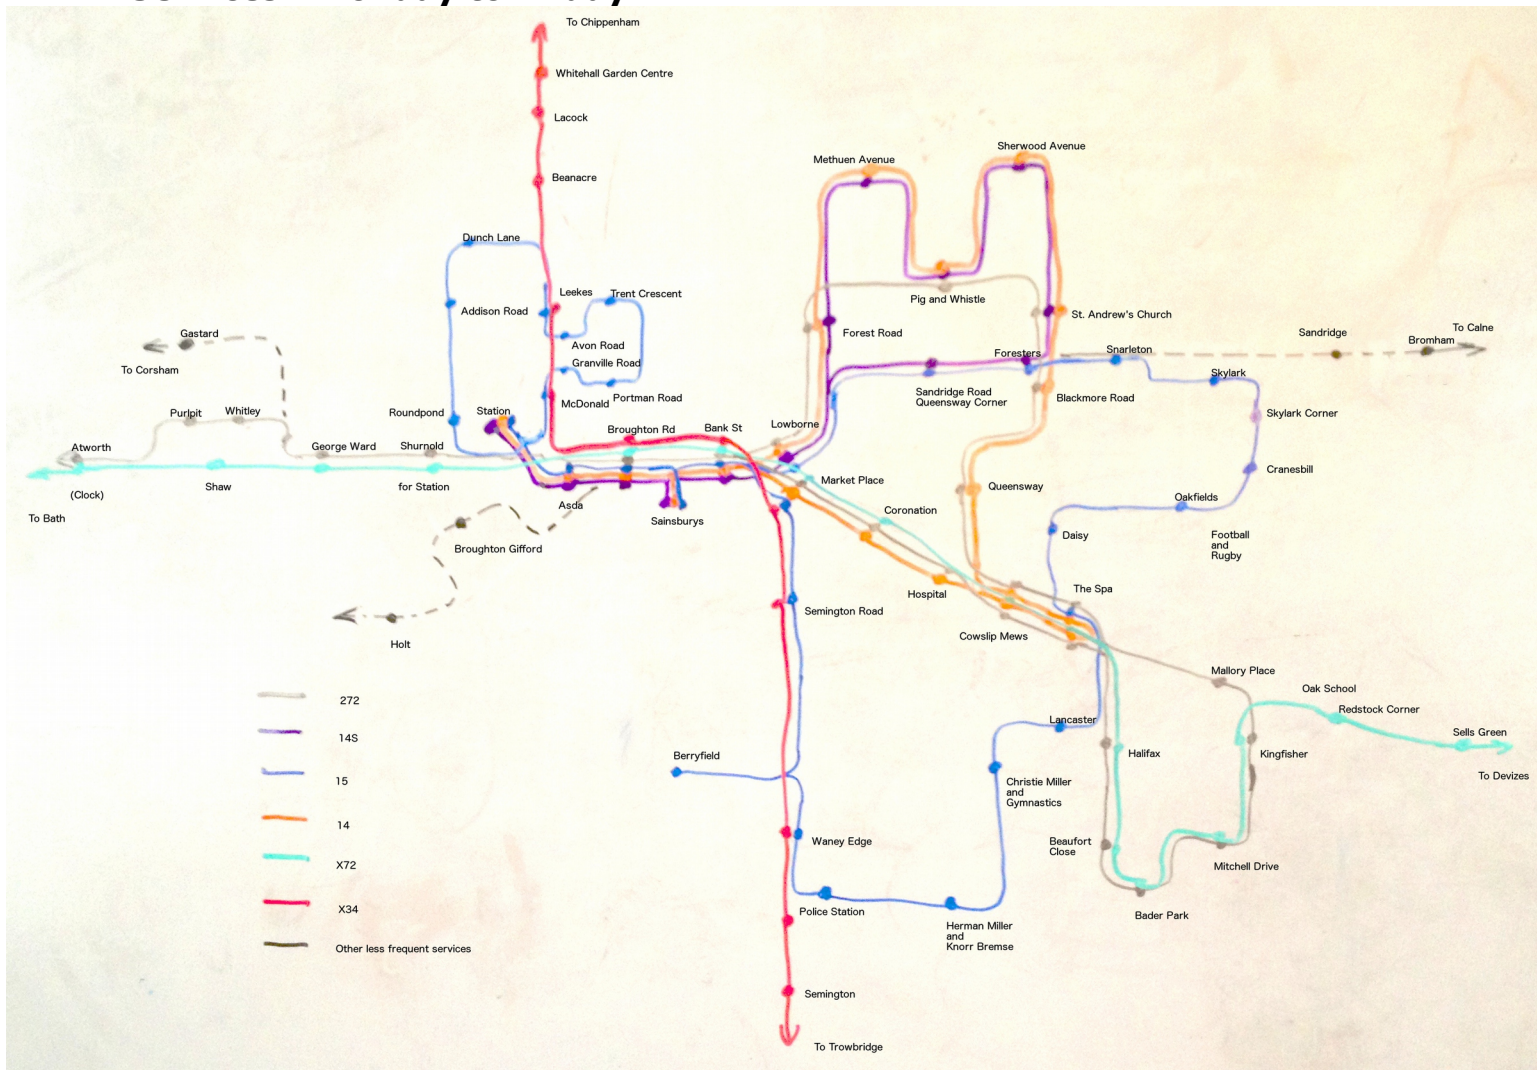 To Chippenham
Whitehall Garden Centre
Lacock
Beanacre
Sherwood Avenue
Methuen Avenue
Dunch Lane
Leekes
Trent Crescent
Pig and Whistle
Addison Road
St. Andrew's Church
Gastard
Forest Road
Sandridge
To Calne
Bromham
Avon Road
Foresters
Snarleton
To Corsham
Granville Road
Skylark
Sandridge Road
Queensway Corner
Portman Road
Blackmore Road
McDonald
Purlpit
Whitley
Roundpond
Station
Skylark Corner
Broughton Rd
Bank St
Lowborne
Atworth
George Ward
Shurnold
Cranesbill
Market Place
(Clock)
Shaw
for Station
Queensway
Oakfields
Asda
To Bath
Sainsburys
Coronation
Daisy
Football
and
Rugby
Broughton Gifford
Hospital
The Spa
Semington Road
Holt
Cowslip Mews
Mallory Place
Oak School
Redstock Corner
272
14S
Lancaster
Sells Green
Berryfield
Halifax
Kingfisher
To Devizes
15
Christie Miller
and
Gymnastics
14
Waney Edge
Beaufort
Close
X72
Mitchell Drive
X34
Police Station
Bader Park
Herman Miller
and
Knorr Bremse
Other less frequent services
Semington
To Trowbridge